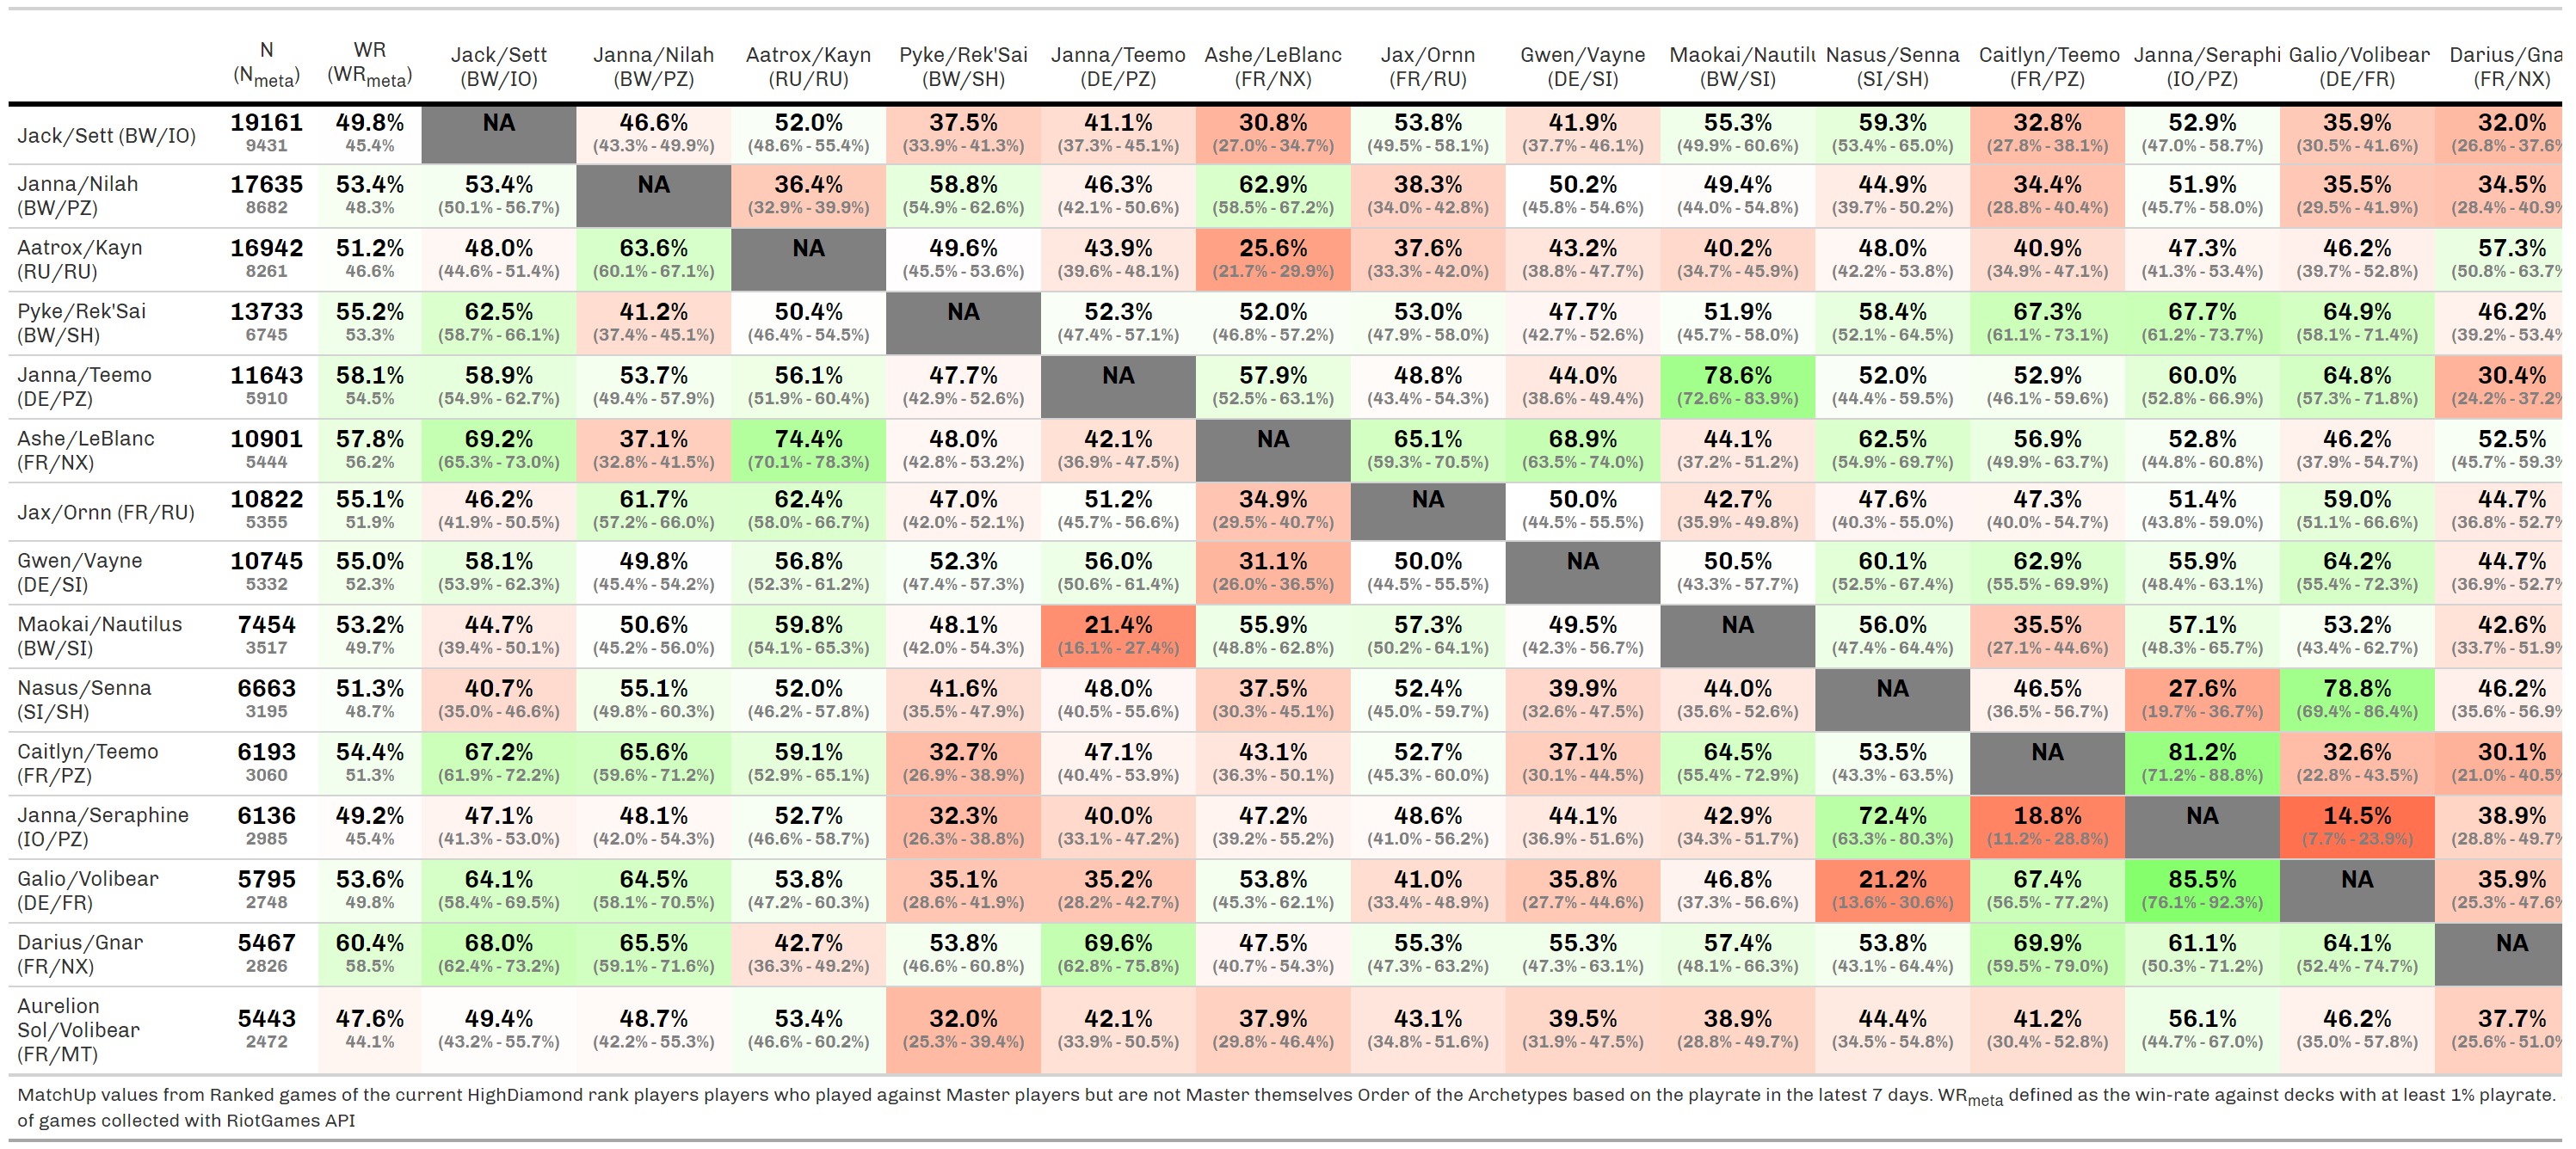 N WR Jack/Sett Janna/Nilah Aatrox/Kayn Pyke/Rek'Sai Janna/Teemo Ashe/LeBlanc Jax/Ornn Gwen/Vayne Maokai/Nautilu Nasus/Senna Caitlyn/Teemo Janna/Seraphi Galio/Volibear Darius/Gna
(Nmeta) (WRmeta) (BW/IO) (BW/PZ) (RU/RU) (BW/SH) (DE/PZ) (FR/NX) (FR/RU) (DE/SI) (BW/SI) (SI/SH) (FR/PZ) (IO/PZ) (DE/FR) (FR/NX)
Jack/Sett (BW/IO) 19161 49.8% NA 46.6% 52.0% 37.5% 41.1% 30.8% 53.8% 41.9% 55.3% 59.3% 32.8% 52.9% 35.9% 32.0%
9431 45.4% (43.3% - 49.9%) (48.6% - 55.4%) (33.9% - 41.3%) (37.3% - 45.1%) (27.0% - 34.7%) (49.5% - 58.1%) (37.7% - 46.1%) (49.9% - 60.6%) (53.4% - 65.0%) (27.8% - 38.1%) (47.0% - 58.7%) (30.5% - 41.6%) (26.8% - 37.6%
Janna/Nilah 17635 53.4% 53.4% NA 36.4% 58.8% 46.3% 62.9% 38.3% 50.2% 49.4% 44.9% 34.4% 51.9% 35.5% 34.5%
(BW/PZ) 8682 48.3% (50.1% - 56.7%) (32.9% - 39.9%) (54.9% - 62.6%) (42.1% - 50.6%) (58.5% - 67.2%) (34.0% - 42.8%) (45.8% - 54.6%) (44.0% - 54.8%) (39.7% - 50.2%) (28.8% - 40.4%) (45.7% - 58.0%) (29.5% - 41.9%) (28.4% - 40.9%
Aatrox/Kayn 16942 51.2% 48.0% 63.6% NA 49.6% 43.9% 25.6% 37.6% 43.2% 40.2% 48.0% 40.9% 47.3% 46.2% 57.3%
(RU/RU) 8261 46.6% (44.6% - 51.4%) (60.1% - 67.1%) (45.5% - 53.6%) (39.6% - 48.1%) (21.7% - 29.9%) (33.3% - 42.0%) (38.8% - 47.7%) (34.7% - 45.9%) (42.2% - 53.8%) (34.9% - 47.1%) (41.3% - 53.4%) (39.7% - 52.8%) (50.8% - 63.7%
Pyke/Rek'Sai 13733 55.2% 62.5% 41.2% 50.4% NA 52.3% 52.0% 53.0% 47.7% 51.9% 58.4% 67.3% 67.7% 64.9% 46.2%
(BW/SH) 6745 53.3% (58.7% - 66.1%) (37.4% - 45.1%) (46.4% - 54.5%) (47.4% - 57.1%) (46.8% - 57.2%) (47.9% - 58.0%) (42.7% - 52.6%) (45.7% - 58.0%) (52.1% - 64.5%) (61.1% - 73.1%) (61.2% - 73.7%) (58.1% - 71.4%) (39.2% - 53.4%
Janna/Teemo 11643 58.1% 58.9% 53.7% 56.1% 47.7% NA 57.9% 48.8% 44.0% 78.6% 52.0% 52.9% 60.0% 64.8% 30.4%
(DE/PZ) 5910 54.5% (54.9% - 62.7%) (49.4% - 57.9%) (51.9% - 60.4%) (42.9% - 52.6%) (52.5% - 63.1%) (43.4% - 54.3%) (38.6% - 49.4%) (72.6% - 83.9%) (44.4% - 59.5%) (46.1% - 59.6%) (52.8% - 66.9%) (57.3% - 71.8%) (24.2% - 37.2%
Ashe/LeBlanc 10901 57.8% 69.2% 37.1% 74.4% 48.0% 42.1% NA 65.1% 68.9% 44.1% 62.5% 56.9% 52.8% 46.2% 52.5%
(FR/NX) 5444 56.2% (65.3% - 73.0%) (32.8% - 41.5%) (70.1% - 78.3%) (42.8% - 53.2%) (36.9% - 47.5%) (59.3% - 70.5%) (63.5% - 74.0%) (37.2% - 51.2%) (54.9% - 69.7%) (49.9% - 63.7%) (44.8% - 60.8%) (37.9% - 54.7%) (45.7% - 59.3%
Jax/Ornn (FR/RU) 10822 55.1% 46.2% 61.7% 62.4% 47.0% 51.2% 34.9% NA 50.0% 42.7% 47.6% 47.3% 51.4% 59.0% 44.7%
5355 51.9% (41.9% - 50.5%) (57.2% - 66.0%) (58.0% - 66.7%) (42.0% - 52.1%) (45.7% - 56.6%) (29.5% - 40.7%) (44.5% - 55.5%) (35.9% - 49.8%) (40.3% - 55.0%) (40.0% - 54.7%) (43.8% - 59.0%) (51.1% - 66.6%) (36.8% - 52.7%
Gwen/Vayne 10745 55.0% 58.1% 49.8% 56.8% 52.3% 56.0% 31.1% 50.0% NA 50.5% 60.1% 62.9% 55.9% 64.2% 44.7%
(DE/SI) 5332 52.3% (53.9% - 62.3%) (45.4% - 54.2%) (52.3% - 61.2%) (47.4% - 57.3%) (50.6% - 61.4%) (26.0% - 36.5%) (44.5% - 55.5%) (43.3% - 57.7%) (52.5% - 67.4%) (55.5% - 69.9%) (48.4% - 63.1%) (55.4% - 72.3%) (36.9% - 52.7%
Maokai/Nautilus 7454 53.2% 44.7% 50.6% 59.8% 48.1% 21.4% 55.9% 57.3% 49.5% NA 56.0% 35.5% 57.1% 53.2% 42.6%
(BW/SI) 3517 49.7% (39.4% - 50.1%) (45.2% - 56.0%) (54.1% - 65.3%) (42.0% - 54.3%) (16.1% - 27.4%) (48.8% - 62.8%) (50.2% - 64.1%) (42.3% - 56.7%) (47.4% - 64.4%) (27.1% - 44.6%) (48.3% - 65.7%) (43.4% - 62.7%) (33.7% - 51.9%
Nasus/Senna 6663 51.3% 40.7% 55.1% 52.0% 41.6% 48.0% 37.5% 52.4% 39.9% 44.0% NA 46.5% 27.6% 78.8% 46.2%
(SI/SH) 3195 48.7% (35.0% - 46.6%) (49.8% - 60.3%) (46.2% - 57.8%) (35.5% - 47.9%) (40.5% - 55.6%) (30.3% - 45.1%) (45.0% - 59.7%) (32.6% - 47.5%) (35.6% - 52.6%) (36.5% - 56.7%) (19.7% - 36.7%) (69.4% - 86.4%) (35.6% - 56.9%
Caitlyn/Teemo 6193 54.4% 67.2% 65.6% 59.1% 32.7% 47.1% 43.1% 52.7% 37.1% 64.5% 53.5% NA 81.2% 32.6% 30.1%
(FR/PZ) 3060 51.3% (61.9% - 72.2%) (59.6% - 71.2%) (52.9% - 65.1%) (26.9% - 38.9%) (40.4% - 53.9%) (36.3% - 50.1%) (45.3% - 60.0%) (30.1% - 44.5%) (55.4% - 72.9%) (43.3% - 63.5%) (71.2% - 88.8%) (22.8% - 43.5%) (21.0% - 40.5%
Janna/Seraphine 6136 49.2% 47.1% 48.1% 52.7% 32.3% 40.0% 47.2% 48.6% 44.1% 42.9% 72.4% 18.8% NA 14.5% 38.9%
(IO/PZ) 2985 45.4% (41.3% - 53.0%) (42.0% - 54.3%) (46.6% - 58.7%) (26.3% - 38.8%) (33.1% - 47.2%) (39.2% - 55.2%) (41.0% - 56.2%) (36.9% - 51.6%) (34.3% - 51.7%) (63.3% - 80.3%) (11.2% - 28.8%) (7.7% - 23.9%) (28.8% - 49.7%
Galio/Volibear 5795 53.6% 64.1% 64.5% 53.8% 35.1% 35.2% 53.8% 41.0% 35.8% 46.8% 21.2% 67.4% 85.5% NA 35.9%
(DE/FR) 2748 49.8% (58.4% - 69.5%) (58.1% - 70.5%) (47.2% - 60.3%) (28.6% - 41.9%) (28.2% - 42.7%) (45.3% - 62.1%) (33.4% - 48.9%) (27.7% - 44.6%) (37.3% - 56.6%) (13.6% - 30.6%) (56.5% - 77.2%) (76.1% - 92.3%) (25.3% - 47.6%
Darius/Gnar 5467 60.4% 68.0% 65.5% 42.7% 53.8% 69.6% 47.5% 55.3% 55.3% 57.4% 53.8% 69.9% 61.1% 64.1% NA
(FR/NX) 2826 58.5% (62.4% - 73.2%) (59.1% - 71.6%) (36.3% - 49.2%) (46.6% - 60.8%) (62.8% - 75.8%) (40.7% - 54.3%) (47.3% - 63.2%) (47.3% - 63.1%) (48.1% - 66.3%) (43.1% - 64.4%) (59.5% - 79.0%) (50.3% - 71.2%) (52.4% - 74.7%)
Aurelion
Sol/Volibear 5443 47.6% 49.4% 48.7% 53.4% 32.0% 42.1% 37.9% 43.1% 39.5% 38.9% 44.4% 41.2% 56.1% 46.2% 37.7%
(FR/MT) 2472 44.1% (43.2% - 55.7%) (42.2% - 55.3%) (46.6% - 60.2%) (25.3% - 39.4%) (33.9% - 50.5%) (29.8% - 46.4%) (34.8% - 51.6%) (31.9% - 47.5%) (28.8% - 49.7%) (34.5% - 54.8%) (30.4% - 52.8%) (44.7% - 67.0%) (35.0% - 57.8%) (25.6% - 51.0%
MatchUp values from Ranked games of the current HighDiamond rank players players who played against Master players but are not Master themselves Order of the Archetypes based on the playrate in the latest 7 days. WRmeta defined as the win-rate against decks with at least 1% playrate.
of games collected with RiotGames API